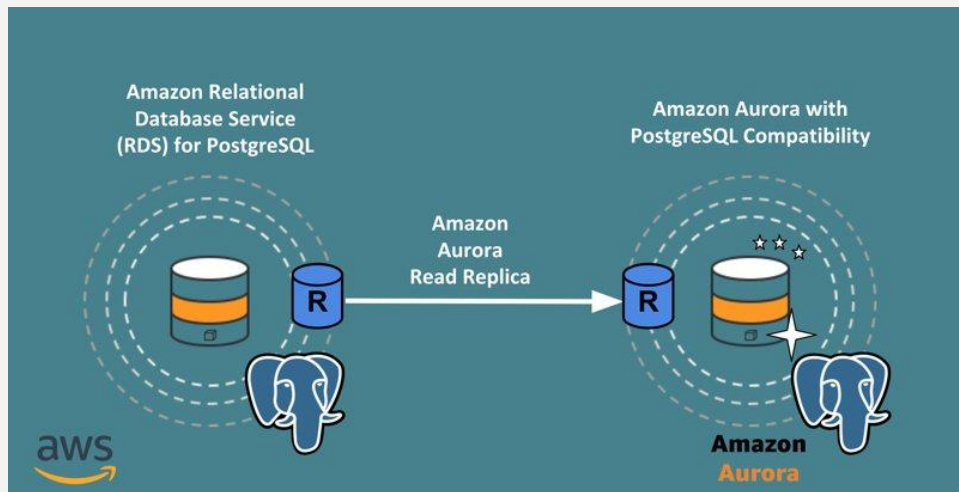 Amazon Relational
Database Service
(RDS) for PostgreSQL
Amazon Aurora with
PostgreSQL Compatibility
Amazon
Aurora
Read Replica
R
R
aws
Amazon
Aurora